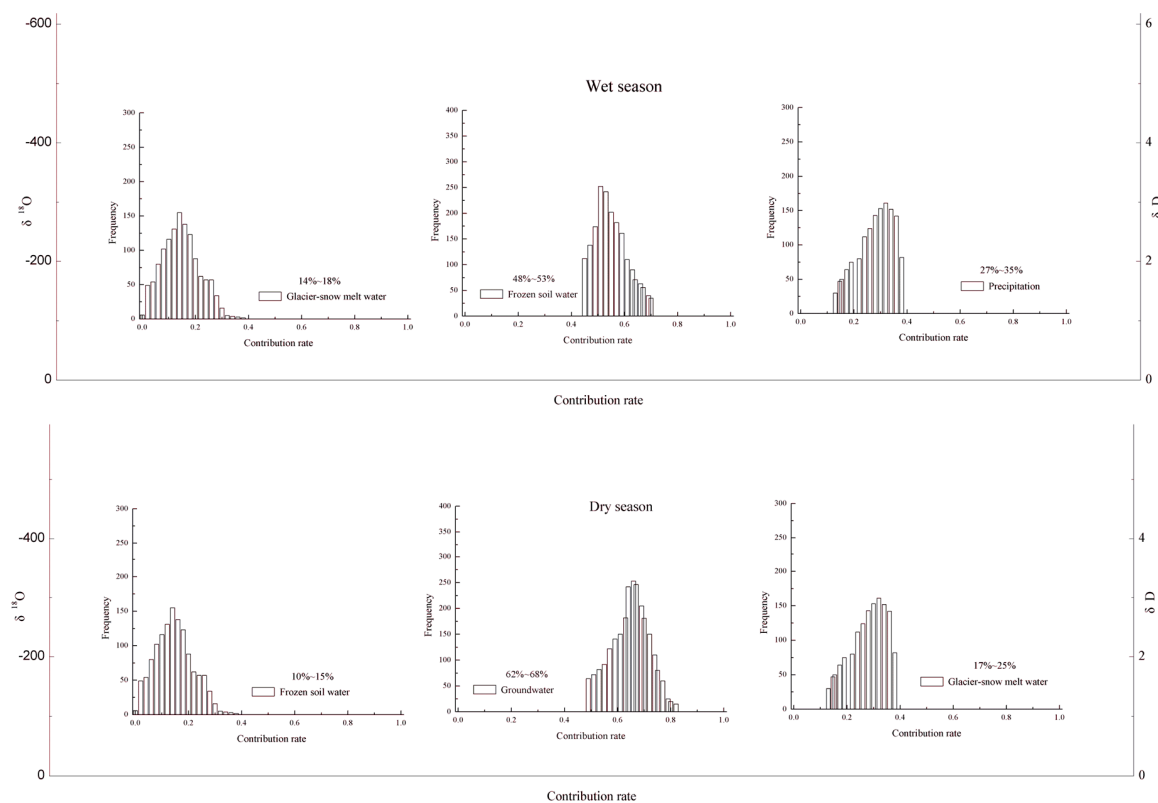 Wet season
-600
-400
-200
0
δ 18O
6
4
2
0
δ D
300
250
200
150
100
50
0
Frequency
0.0 0.2 0.4 0.6 0.8 1.0
Contribution rate
14%~18%
Glacier-snow melt water
400
350
300
250
200
150
100
50
0
Frequency
0.0 0.2 0.4 0.6 0.8 1.0
Contribution rate
48%~53%
Frozen soil water
300
250
200
150
100
50
0
Frequency
0.0 0.2 0.4 0.6 0.8 1.0
Contribution rate
27%~35%
Precipitation
Contribution rate
Dry season
-400
-200
0
δ 18O
4
2
0
δ D
300
250
200
150
100
50
0
Frequency
0.0 0.2 0.4 0.6 0.8 1.0
Contribution rate
10%~15%
Frozen soil water
400
350
300
250
200
150
100
50
0
Frequency
0.0 0.2 0.4 0.6 0.8 1.0
Contribution rate
62%~68%
Groundwater
300
250
200
150
100
50
0
Frequency
0.0 0.2 0.4 0.6 0.8 1.0
Contribution rate
17%~25%
Glacier-snow melt water
Contribution rate